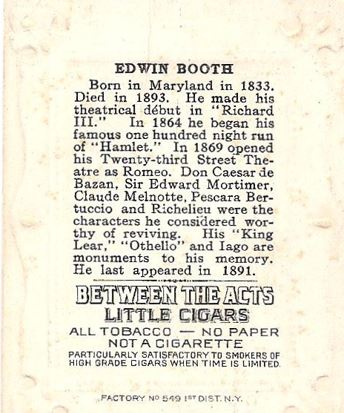 EDWIN BOOTH
Born in Maryland in 1833.
Died in 1893. He made his
theatrical début in "Richard
III." In 1864 he began his
famous one hundred night run
of "Hamlet." In 1869 opened
his Twenty-third Street The-
atre as Romeo. Don Caesar de
Bazan, Sir Edward Mortimer,
Claude Melnotte, Pescara Ber-
tuccio and Richelieu were the
characters he considered wor-
thy of reviving. His "King
Lear," "Othello" and Iago are
monuments to his memory.
He last appeared in 1891.
BETWEEN THE ACTS
LITTLE CIGARS
ALL TOBACCO — NO PAPER
NOT A CIGARETTE
PARTICULARLY SATISFACTORY TO SMOKERS OF
HIGH GRADE CIGARS WHEN TIME IS LIMITED.
FACTORY NO 549 1ST DIST. N.Y.